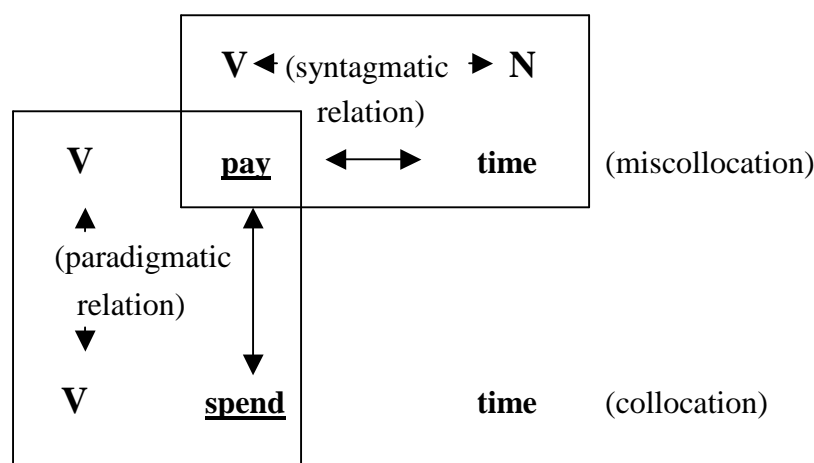 V (syntagmatic N
relation)
V pay time (miscollocation)
(paradigmatic
relation)
V spend time (collocation)